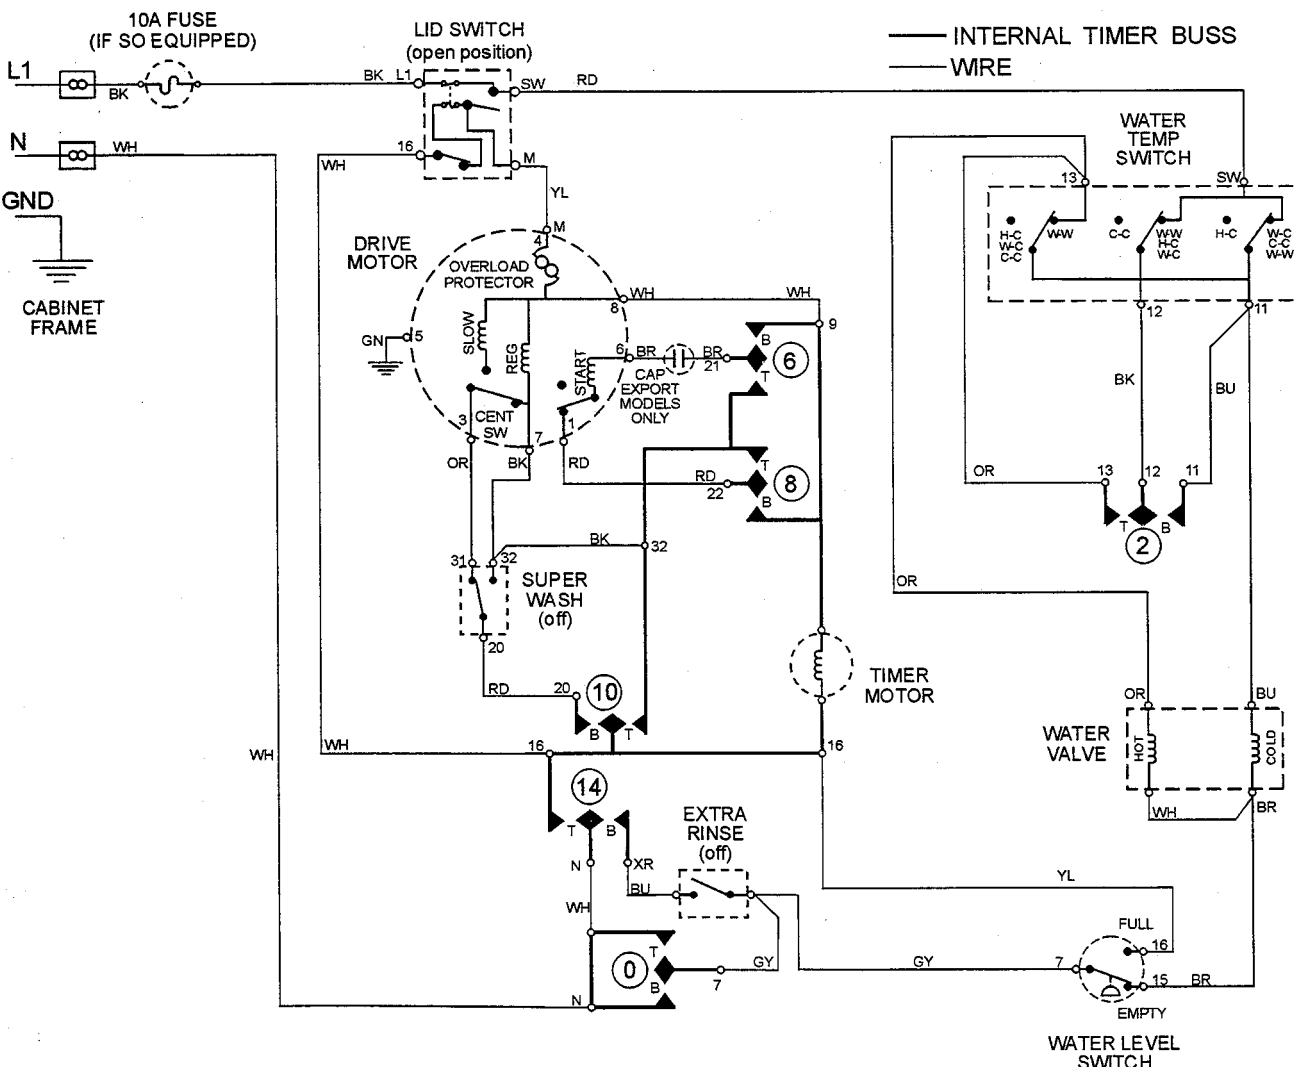 10A FUSE
(IF SO EQUIPPED)
LID SWITCH
(open position)
INTERNAL TIMER BUSS
WIRE
L1
BK
BK
L1
SW
RD
N
WH
16
WH
M
YL
WATER
TEMP
SWITCH
13
SW
GND
CABINET
FRAME
H-C
W-C
C-C
W-W
C-C
W-W
H-C
W-C
H-C
W-C
C-C
W-W
12
11
DRIVE
MOTOR
M
4
OVERLOAD
PROTECTOR
8
WH
WH
9
GN
5
SLOW
REG
START
6
BR
BR
21
CAP
EXPORT
MODELS
ONLY
B
6
T
3
CENT
SW
7
1
OR
BK
RD
RD
22
T
8
B
BK
BU
OR
13
12
11
T
B
2
31
32
BK
32
SUPER
WASH
(off)
20
RD
20
10
B
T
OR
TIMER
MOTOR
WH
WH
16
16
OR
BU
WATER
VALVE
HOT
COLD
WH
BR
14
T
B
N
XR
BU
WH
EXTRA
RINSE
(off)
YL
T
0
B
N
GY
7
GY
7
FULL
16
15
BR
EMPTY
WATER LEVEL
SWITCH